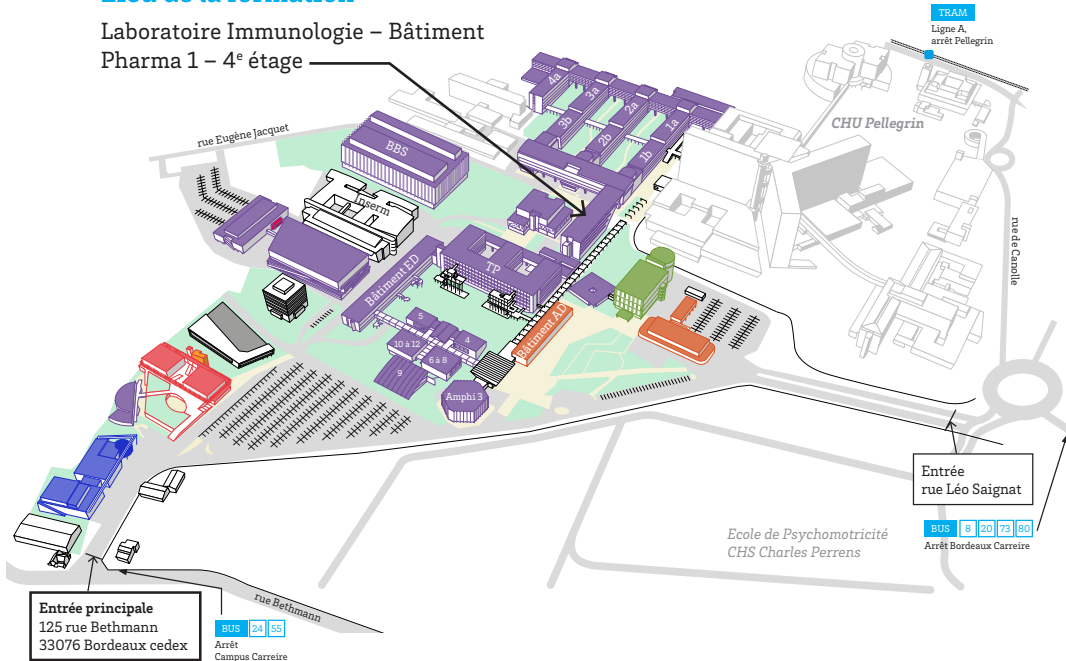 Lieu de la formation
Laboratoire Immunologie – Bâtiment
Pharma 1 – 4e étage
TRAM
Ligne A,
arrêt Pellegrin
CHU Pellegrin
rue Eugène Jacquet
rue de Canolle
4a
3a
2a
1a
3b
2b
1b
BBS
Inserm
TP
Bâtiment ED
Bâtiment AD
5
4
10 à 12
6 à 8
9
Amphi 3
Entrée
rue Léo Saignat
BUS 8 20 73 80
Arrêt Bordeaux Carreire
Ecole de Psychomotricité
CHS Charles Perrens
rue Bethmann
Entrée principale
125 rue Bethmann
33076 Bordeaux cedex
BUS 24 55
Arrêt
Campus Carreire